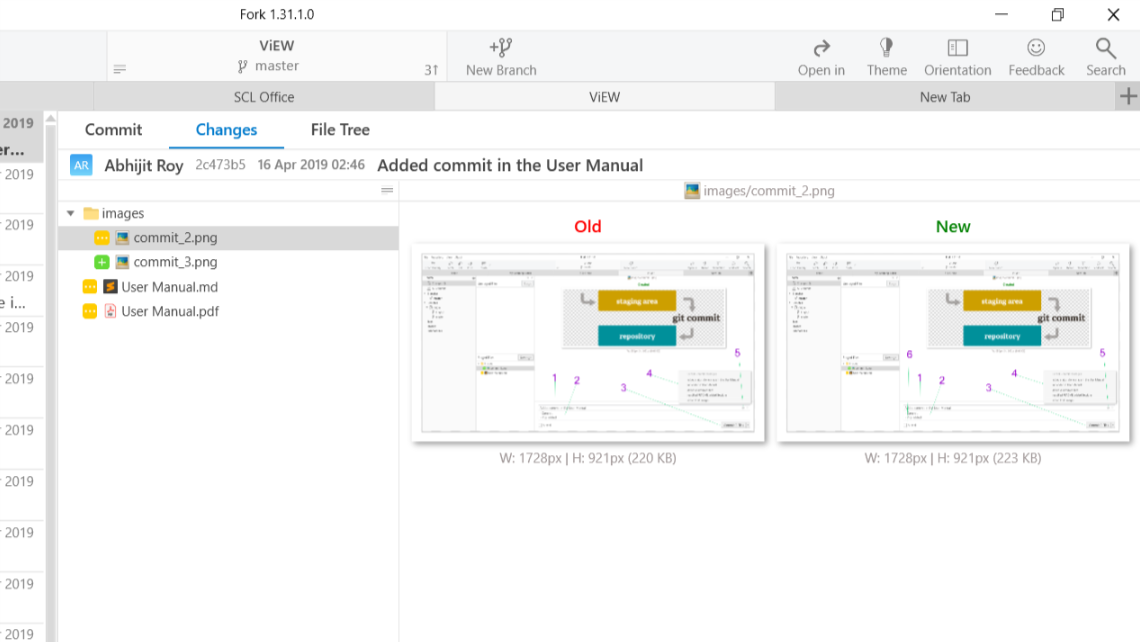 Fork 1.31.1.0
ViEW
master
3↑
New Branch
Open in
Theme
Orientation
Feedback
Search
SCL Office
ViEW
New Tab
2019
er...
2019
2019
2019
e i...
2019
2019
2019
2019
2019
2019
2019
Commit
Changes
File Tree
AR Abhijit Roy 2c473b5 16 Apr 2019 02:46 Added commit in the User Manual
images/commit_2.png
images
commit_2.png
commit_3.png
User Manual.md
User Manual.pdf
Old
staging area
git commit
repository
1
2
3
4
5
W: 1728px | H: 921px (220 KB)
New
staging area
git commit
repository
6
1
2
3
4
5
W: 1728px | H: 921px (223 KB)